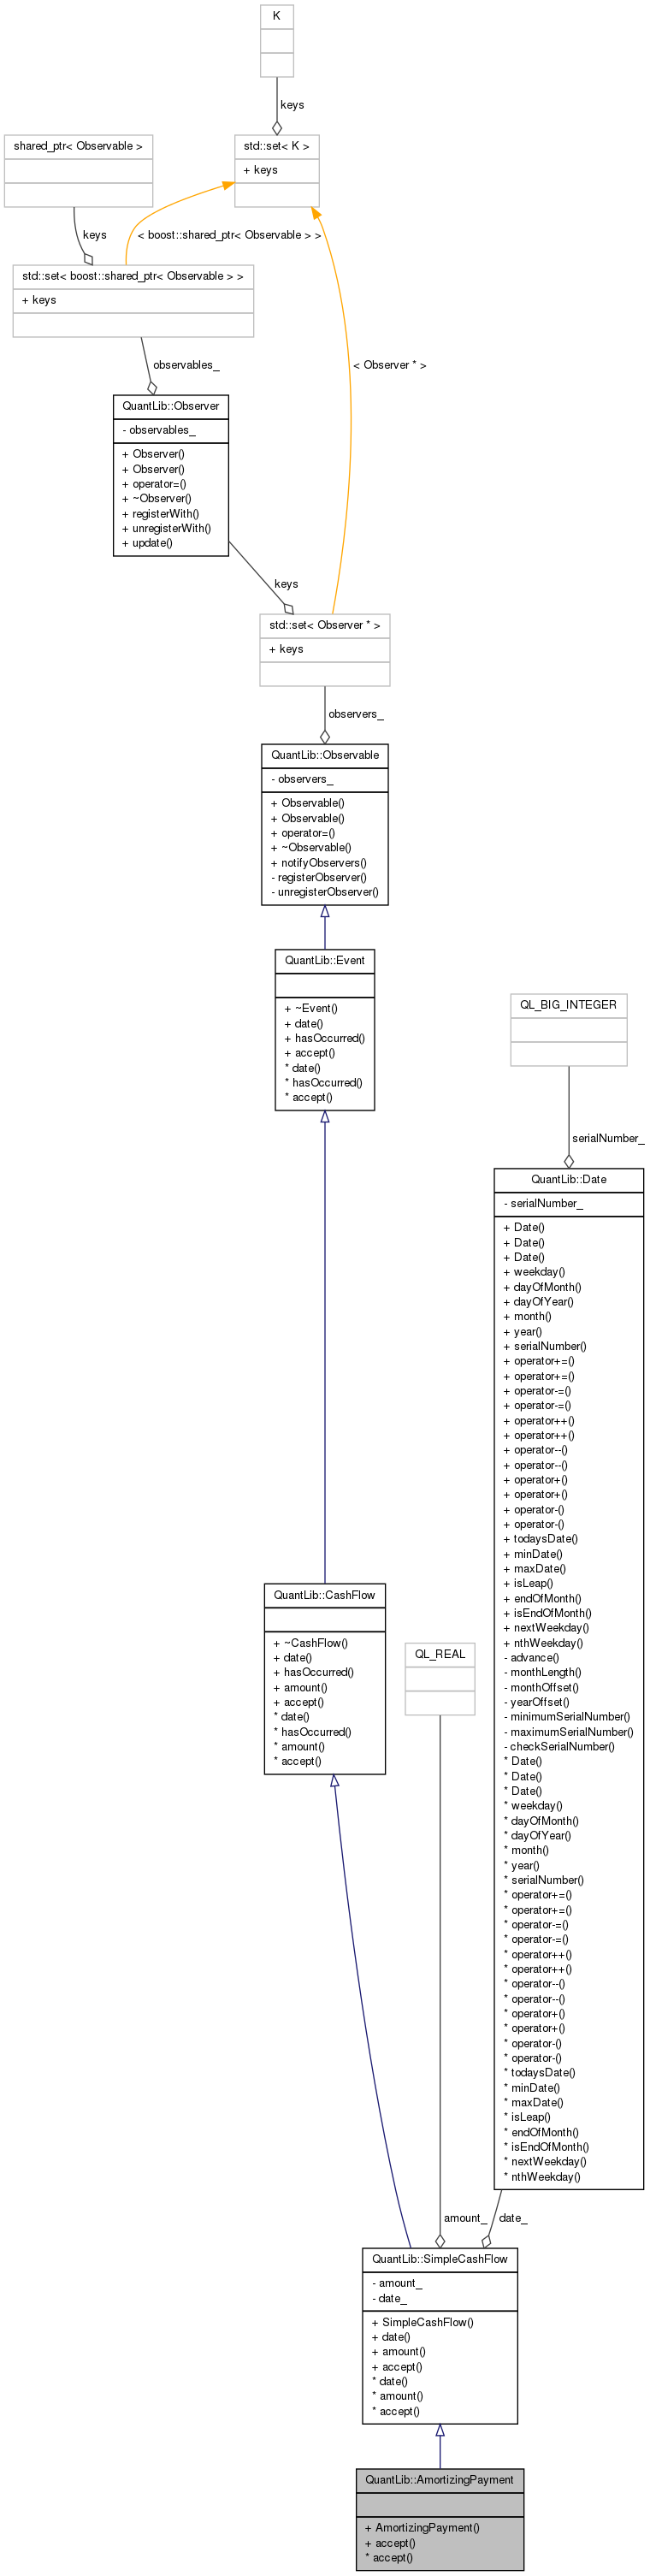 K
keys
shared_ptr< Observable >
std::set< K >
+ keys
keys
< boost::shared_ptr< Observable > >
std::set< boost::shared_ptr< Observable > >
+ keys
observables_
< Observer * >
QuantLib::Observer
- observables_
+ Observer()
+ Observer()
+ operator=()
+ ~Observer()
+ registerWith()
+ unregisterWith()
+ update()
keys
std::set< Observer * >
+ keys
observers_
QuantLib::Observable
- observers_
+ Observable()
+ Observable()
+ operator=()
+ ~Observable()
+ notifyObservers()
- registerObserver()
- unregisterObserver()
QuantLib::Event
+ ~Event()
+ date()
+ hasOccurred()
+ accept()
* date()
* hasOccurred()
* accept()
QL_BIG_INTEGER
serialNumber_
QuantLib::Date
- serialNumber_
+ Date()
+ Date()
+ Date()
+ weekday()
+ dayOfMonth()
+ dayOfYear()
+ month()
+ year()
+ serialNumber()
+ operator+=()
+ operator+=()
+ operator-=()
+ operator-=()
+ operator++()
+ operator++()
+ operator--()
+ operator--()
+ operator+()
+ operator+()
+ operator-()
+ operator-()
+ todaysDate()
+ minDate()
+ maxDate()
+ isLeap()
+ endOfMonth()
+ isEndOfMonth()
+ nextWeekday()
+ nthWeekday()
- advance()
- monthLength()
- monthOffset()
- yearOffset()
- minimumSerialNumber()
- maximumSerialNumber()
- checkSerialNumber()
* Date()
* Date()
* Date()
* weekday()
* dayOfMonth()
* dayOfYear()
* month()
* year()
* serialNumber()
* operator+=()
* operator+=()
* operator-=()
* operator-=()
* operator++()
* operator++()
* operator--()
* operator--()
* operator+()
* operator+()
* operator-()
* operator-()
* todaysDate()
* minDate()
* maxDate()
* isLeap()
* endOfMonth()
* isEndOfMonth()
* nextWeekday()
* nthWeekday()
QuantLib::CashFlow
+ ~CashFlow()
+ date()
+ hasOccurred()
+ amount()
+ accept()
* date()
* hasOccurred()
* amount()
* accept()
QL_REAL
amount_
date_
QuantLib::SimpleCashFlow
- amount_
- date_
+ SimpleCashFlow()
+ date()
+ amount()
+ accept()
* date()
* amount()
* accept()
QuantLib::AmortizingPayment
+ AmortizingPayment()
+ accept()
* accept()